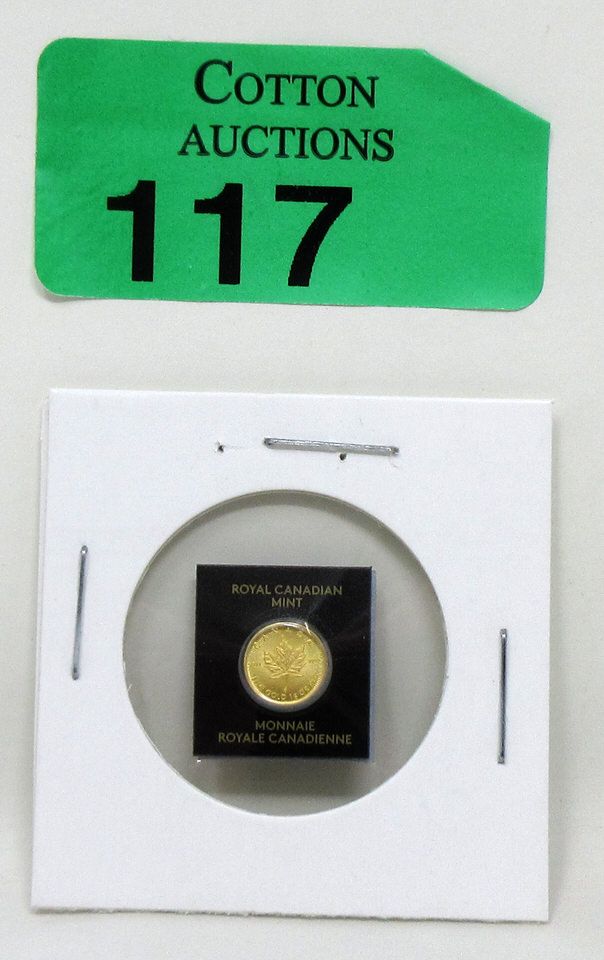 COTTON
AUCTIONS
117
ROYAL CANADIAN
MINT
MONNAIE
ROYALE CANADIENNE